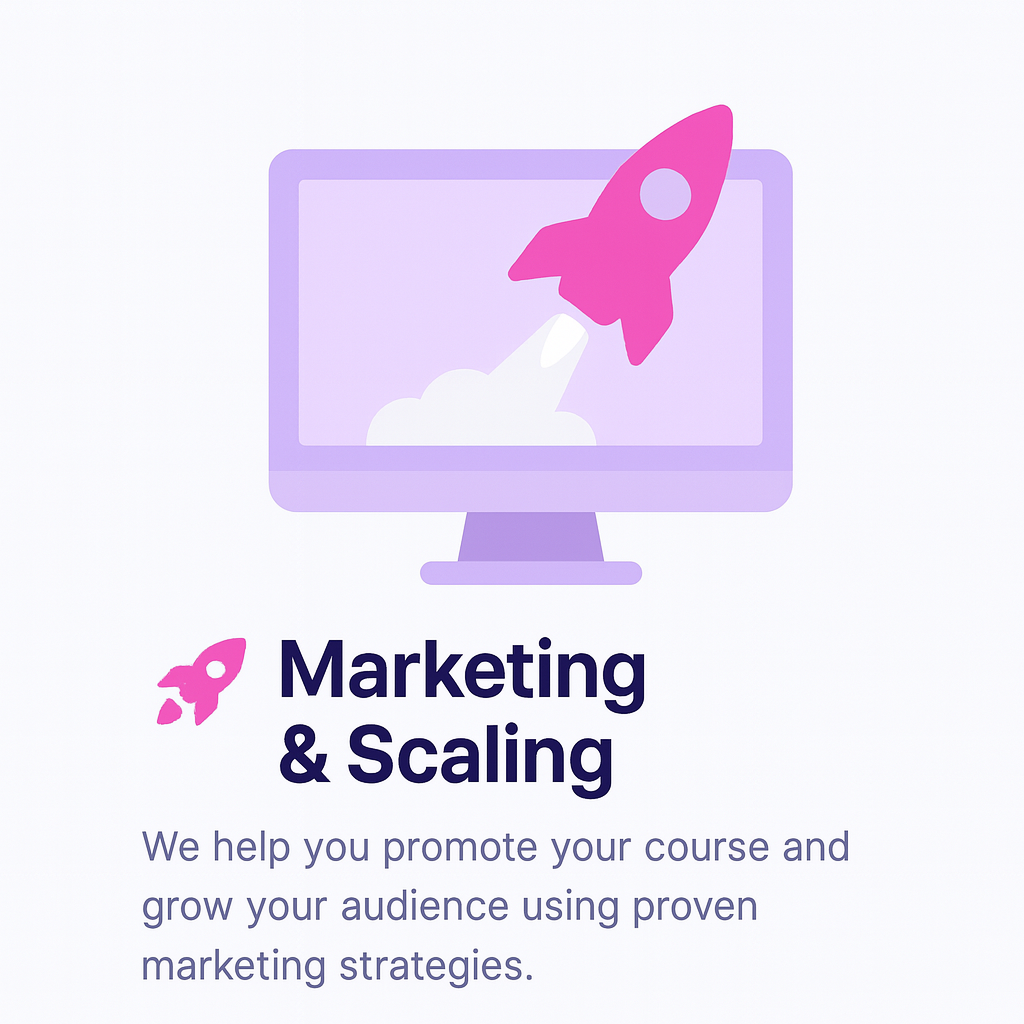 Marketing
& Scaling
We help you promote your course and
grow your audience using proven
marketing strategies.